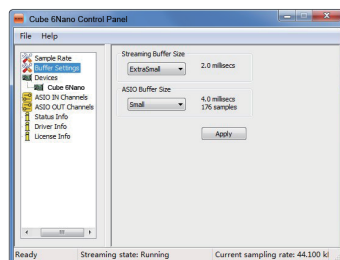 Cube 6Nano Control Panel
File Help
Sample Rate
Buffer Settings
Devices
Cube 6Nano
ASIO IN Channels
ASIO OUT Channels
Status Info
Driver Info
License Info
Streaming Buffer Size
ExtraSmall
2.0 millisecs
ASIO Buffer Size
Small
4.0 millisecs
176 samples
Apply
Ready
Streaming state: Running
Current sampling rate: 44.100 k